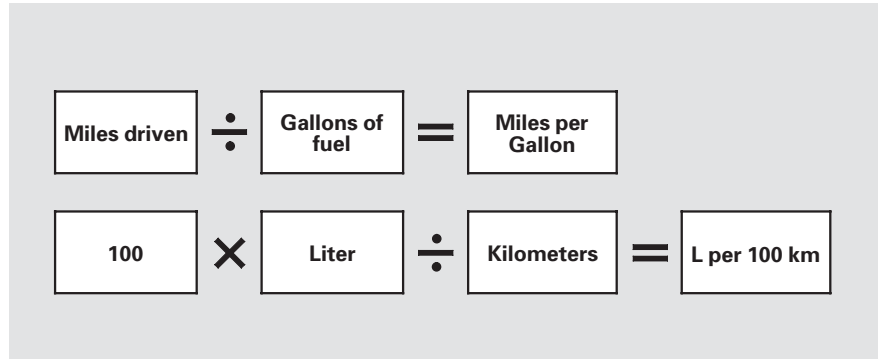 Miles driven ÷ Gallons of fuel = Miles per Gallon
100 × Liter ÷ Kilometers = L per 100 km